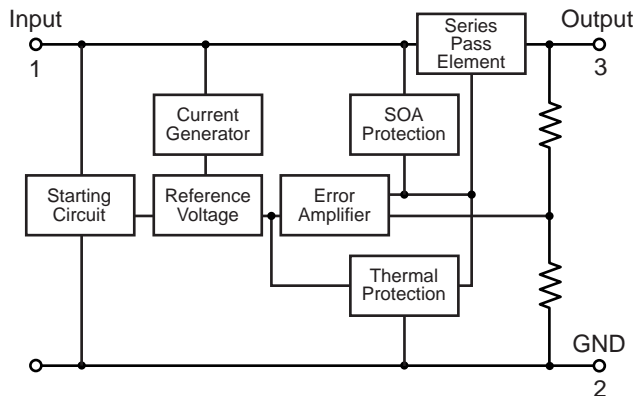 Input
1
Series
Pass
Element
Output
3
Current
Generator
SOA
Protection
Starting
Circuit
Reference
Voltage
Error
Amplifier
Thermal
Protection
GND
2